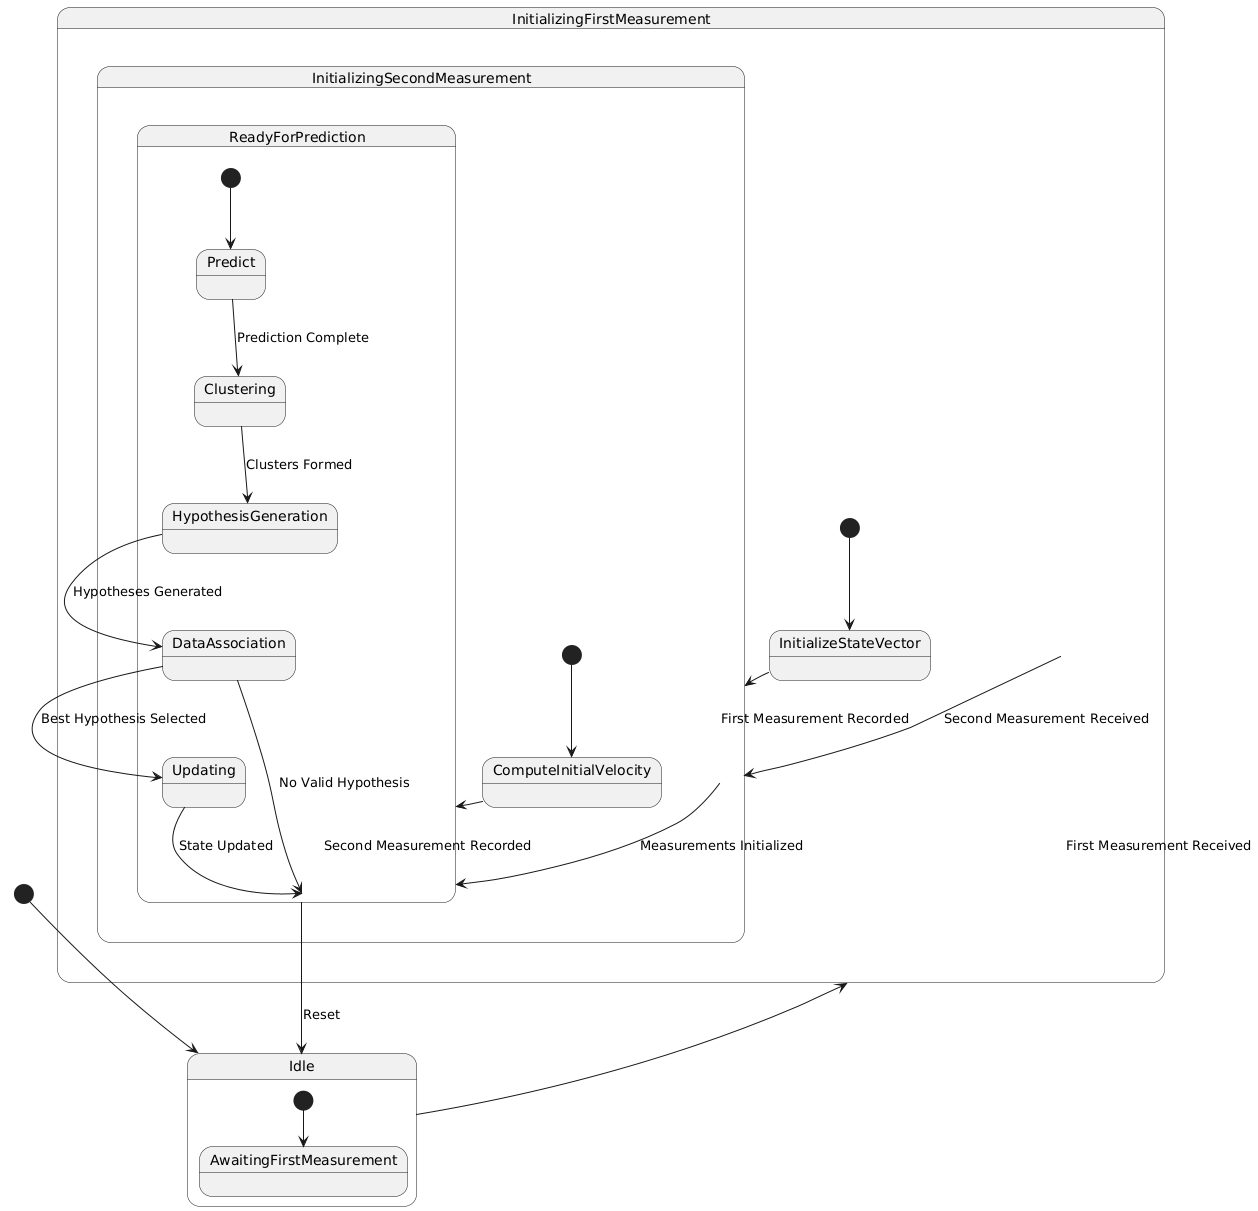 InitializingFirstMeasurement
InitializingSecondMeasurement
ReadyForPrediction
Predict
Prediction Complete
Clustering
Clusters Formed
HypothesisGeneration
Hypotheses Generated
DataAssociation
InitializeStateVector
Best Hypothesis Selected
First Measurement Recorded
Second Measurement Received
Updating
No Valid Hypothesis
ComputeInitialVelocity
State Updated
Second Measurement Recorded
Measurements Initialized
First Measurement Received
Reset
Idle
AwaitingFirstMeasurement